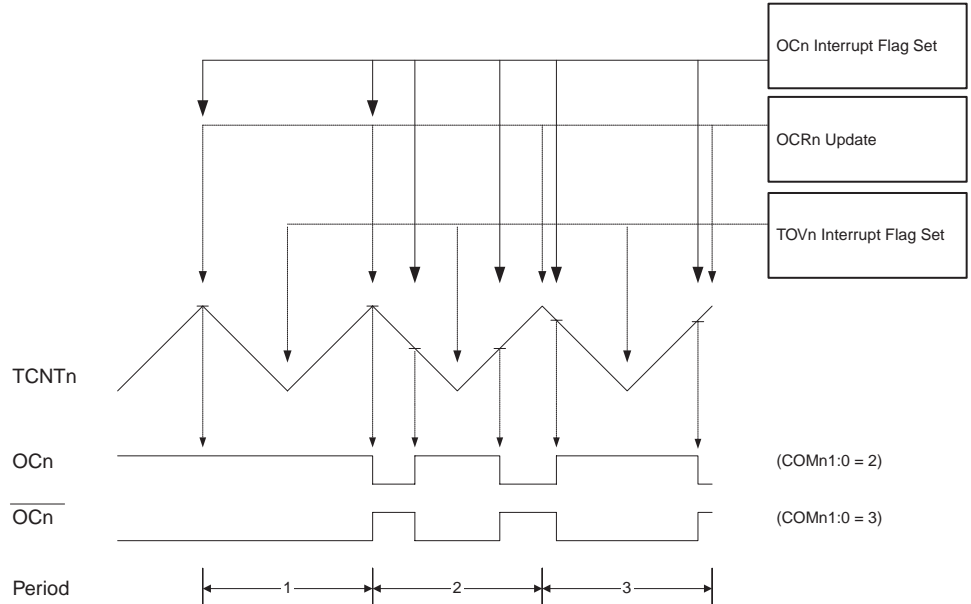 OCn Interrupt Flag Set
OCRn Update
TOVn Interrupt Flag Set
TCNTn
OCn
(COMn1:0 = 2)
OCn
(COMn1:0 = 3)
Period
1
2
3